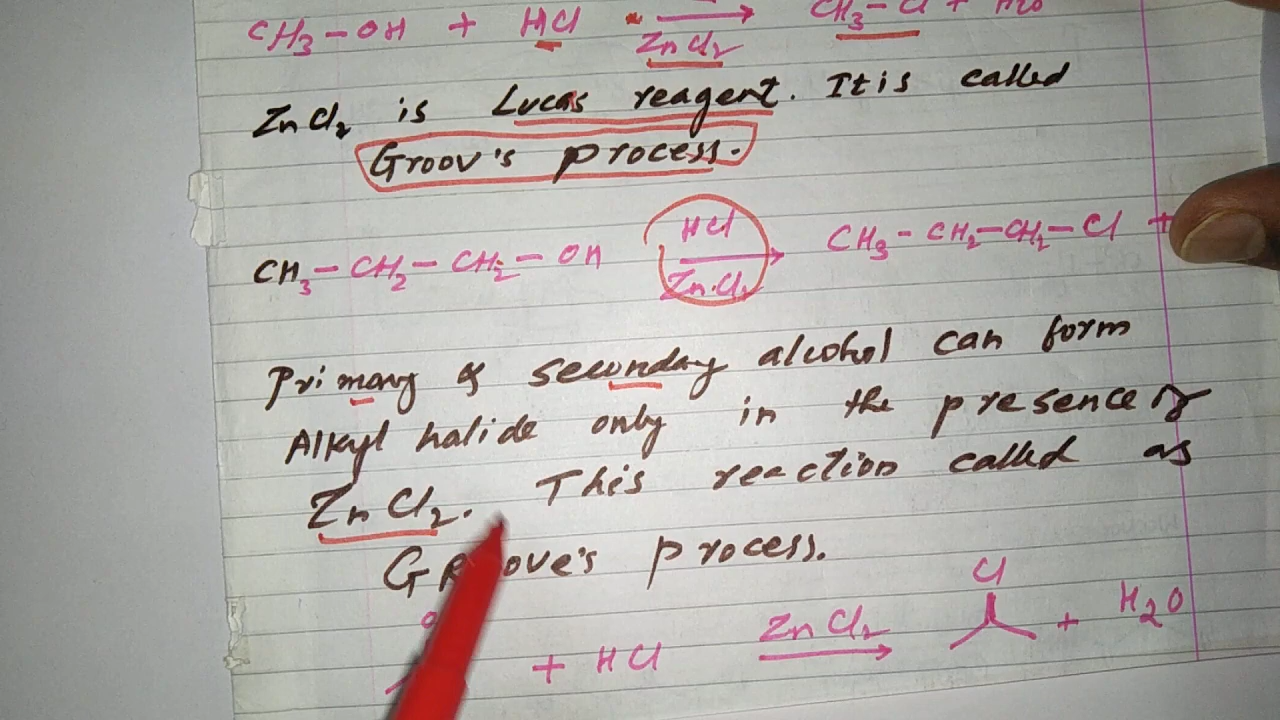 CH3-OH + HCl → CH3-Cl + H2O
ZnCl2
ZnCl2 is Lucas reagent. It is called
Groov's process.
HCl
CH3-CH2-CH2-OH → CH3-CH2-CH2-Cl +
Zn.Cl2
Primary & secondary alcohol can form
Alkyl halide only in the presence of
ZnCl2. This reaction called as
GRoove's process.
Cl
+ HCl ZnCl2 → + H2O